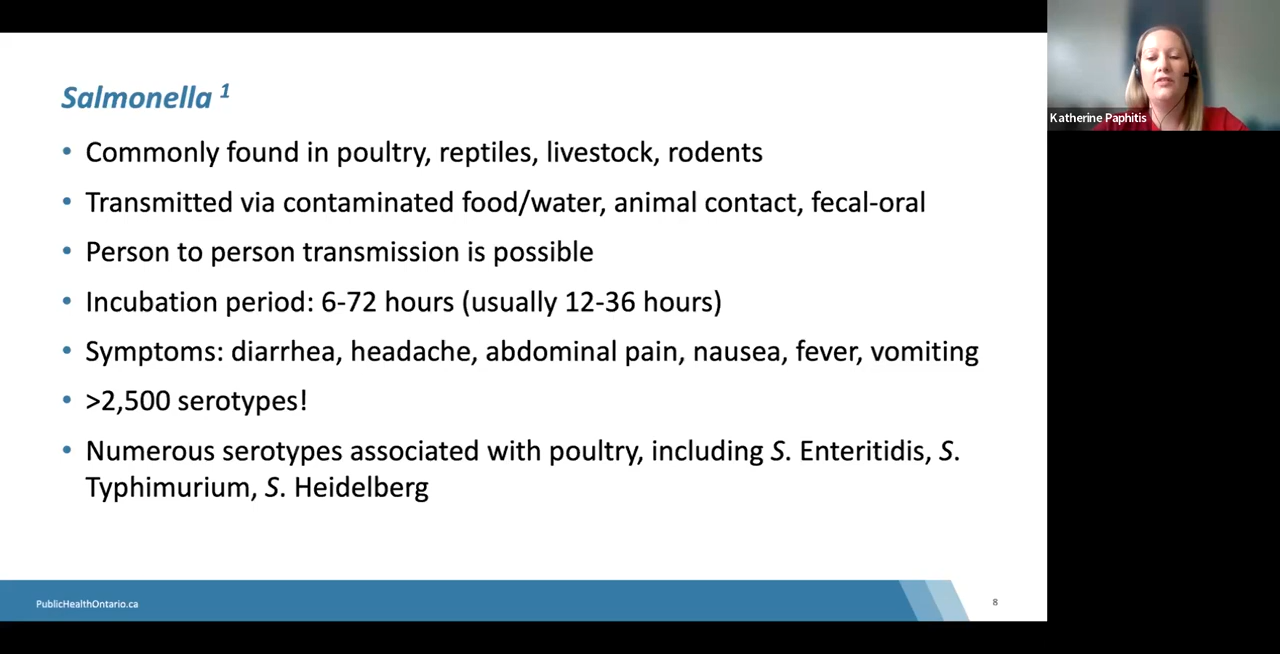 Salmonella 1
• Commonly found in poultry, reptiles, livestock, rodents
• Transmitted via contaminated food/water, animal contact, fecal-oral
• Person to person transmission is possible
• Incubation period: 6-72 hours (usually 12-36 hours)
• Symptoms: diarrhea, headache, abdominal pain, nausea, fever, vomiting
• >2,500 serotypes!
• Numerous serotypes associated with poultry, including S. Enteritidis, S.
Typhimurium, S. Heidelberg
PublicHealthOntario.ca
8
Katherine Paphitis